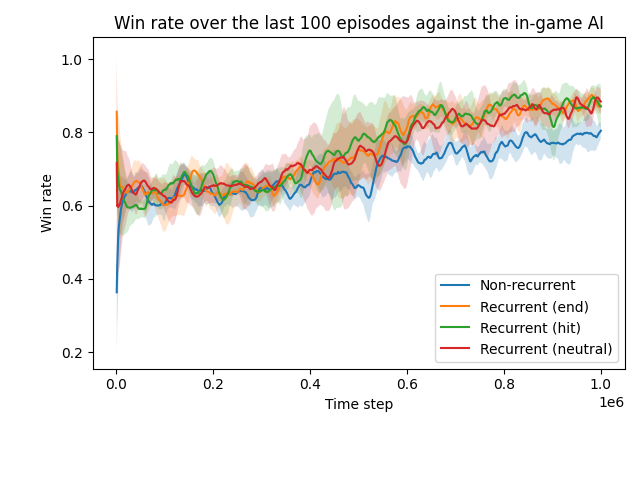 Win rate over the last 100 episodes against the in-game AI
Win rate
1.0
0.8
0.6
0.4
0.2
Non-recurrent
Recurrent (end)
Recurrent (hit)
Recurrent (neutral)
0.0 0.2 0.4 0.6 0.8 1.0
1e6
Time step